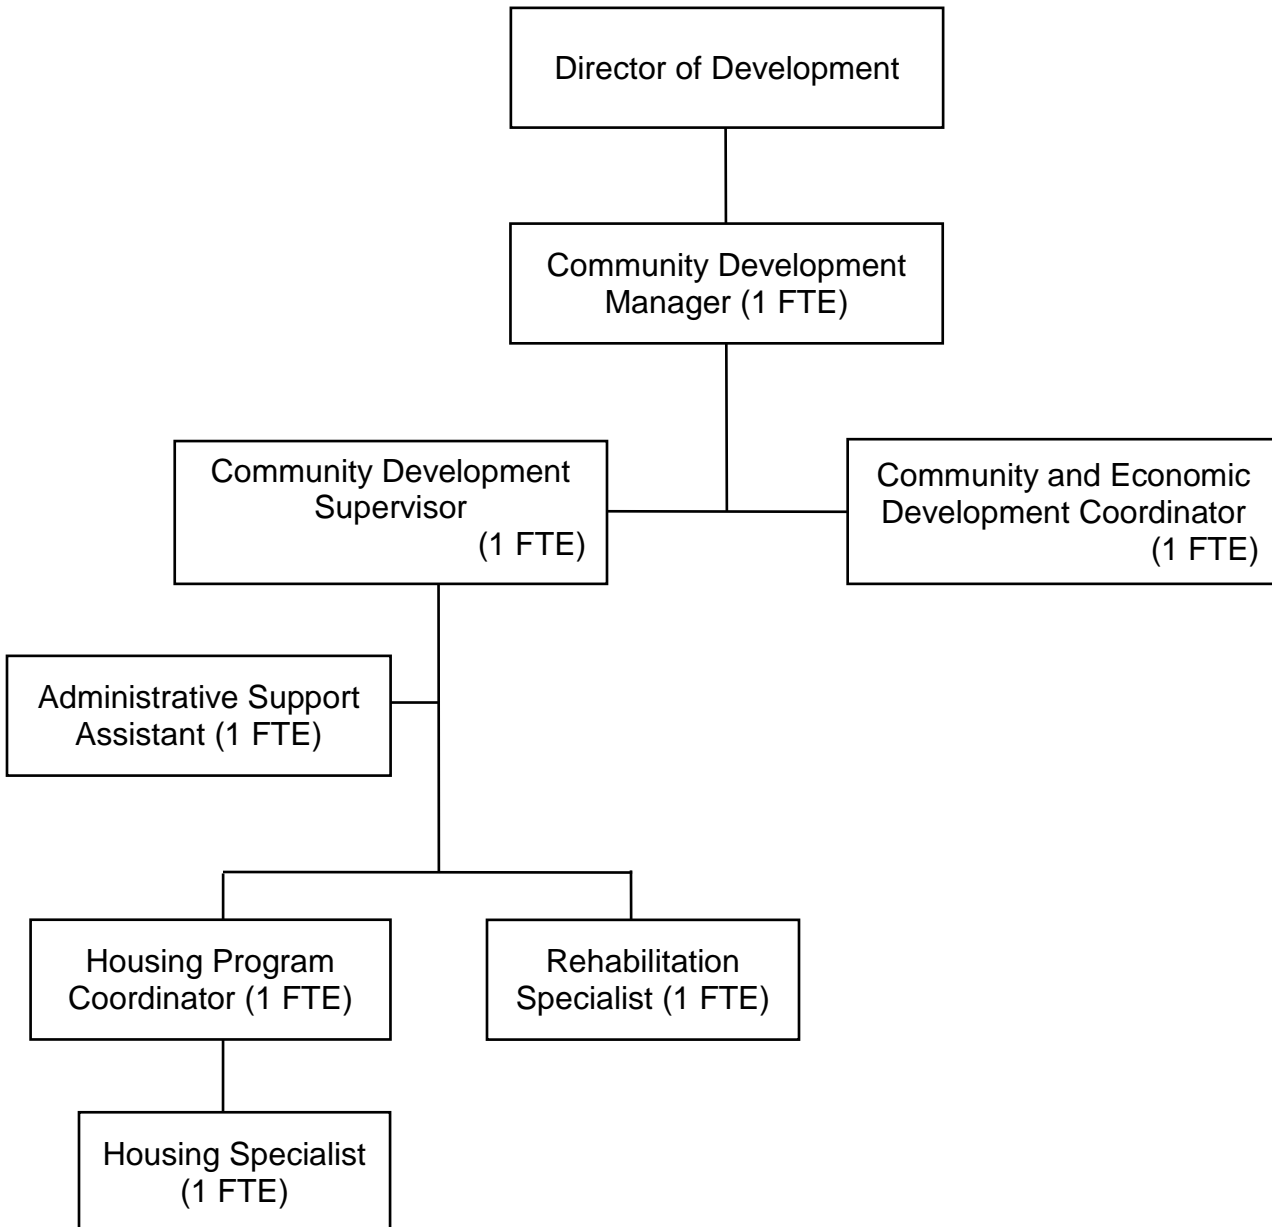 Director of Development
Community Development
Manager (1 FTE)
Community Development
Supervisor
(1 FTE)
Community and Economic
Development Coordinator
(1 FTE)
Administrative Support
Assistant (1 FTE)
Housing Program
Coordinator (1 FTE)
Rehabilitation
Specialist (1 FTE)
Housing Specialist
(1 FTE)